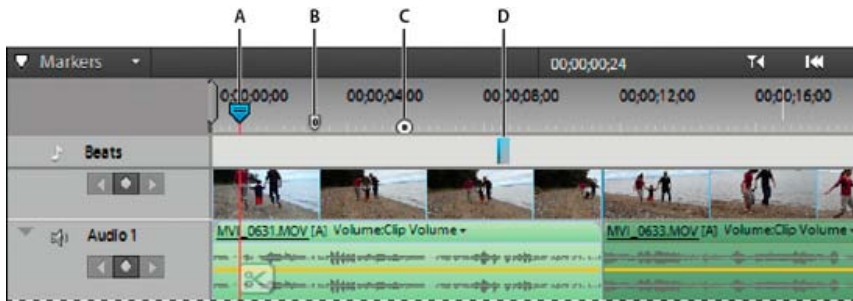 A B C D
Markers 00;00;00;24
0;00;00;00 00;00;04;00 00;00;08;00 00;00;12;00 00;00;16;00
0
Beats
Audio 1 MVI_0631.MOV [A] Volume:Clip Volume MVI_0633.MOV [A] Volume:Clip Volume